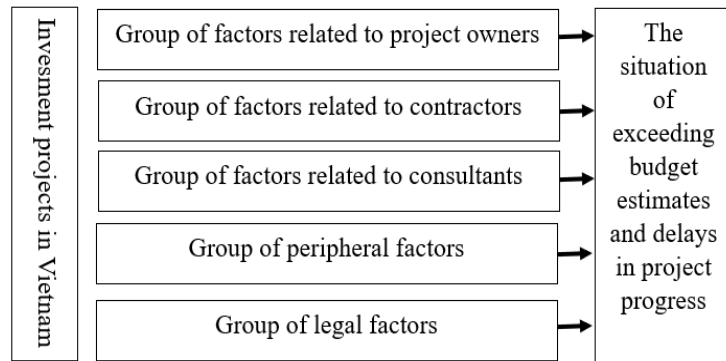 Invesment projects in Vietnam
Group of factors related to project owners
Group of factors related to contractors
Group of factors related to consultants
Group of peripheral factors
Group of legal factors
The
situation
of
exceeding
budget
estimates
and delays
in project
progress